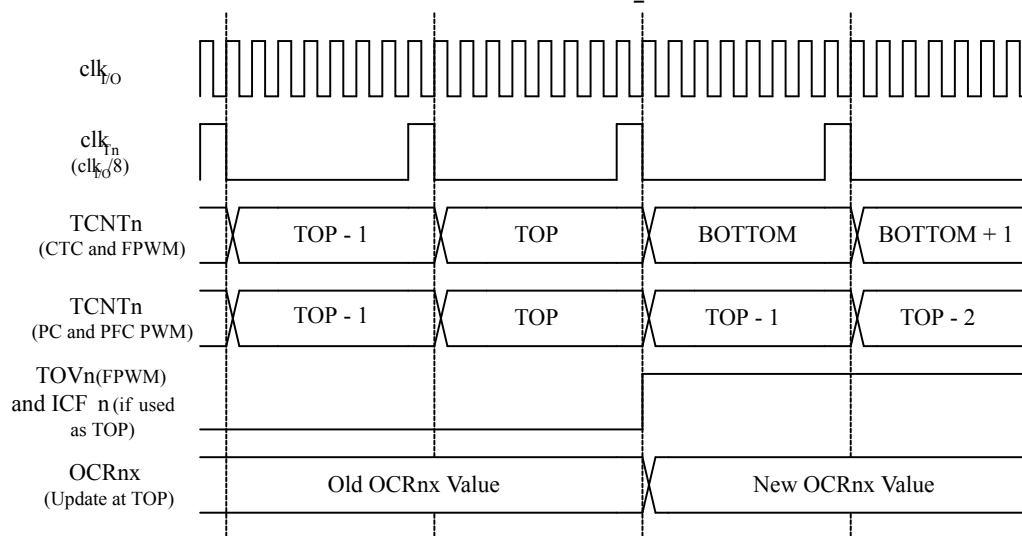 clkI/O
clkTn
(clkI/O/8)
TCNTn
(CTC and FPWM)
TOP - 1 TOP BOTTOM BOTTOM + 1
TCNTn
(PC and PFC PWM)
TOP - 1 TOP TOP - 1 TOP - 2
TOVn(FPWM)
and ICF n(if used
as TOP)
OCRnx
(Update at TOP)
Old OCRnx Value New OCRnx Value